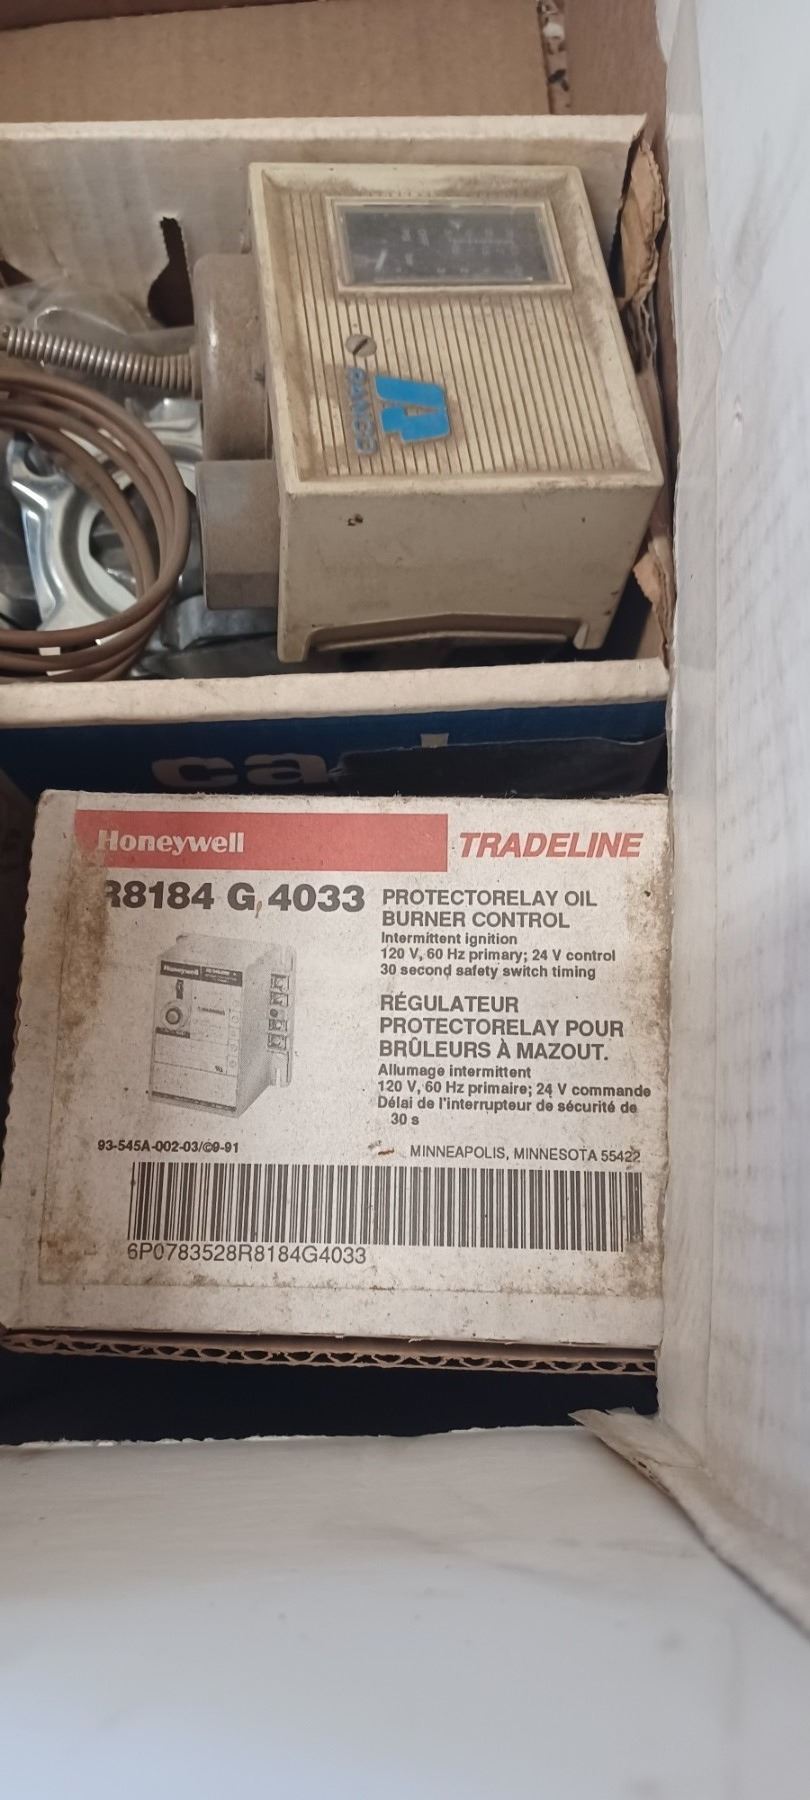 RANCO
ca
Honeywell TRADELINE
R8184 G 4033
PROTECTORELAY OIL
BURNER CONTROL
Intermittent ignition
120 V, 60 Hz primary; 24 V control
30 second safety switch timing
Honeywell
RÉGULATEUR
PROTECTORELAY POUR
BRÛLEURS À MAZOUT.
Allumage intermittent
120 V, 60 Hz primaire; 24 V commande
Délai de l'interrupteur de sécurité de
30 s
93-545A-002-03/©9-91
MINNEAPOLIS, MINNESOTA 55422
6P0783528R8184G4033